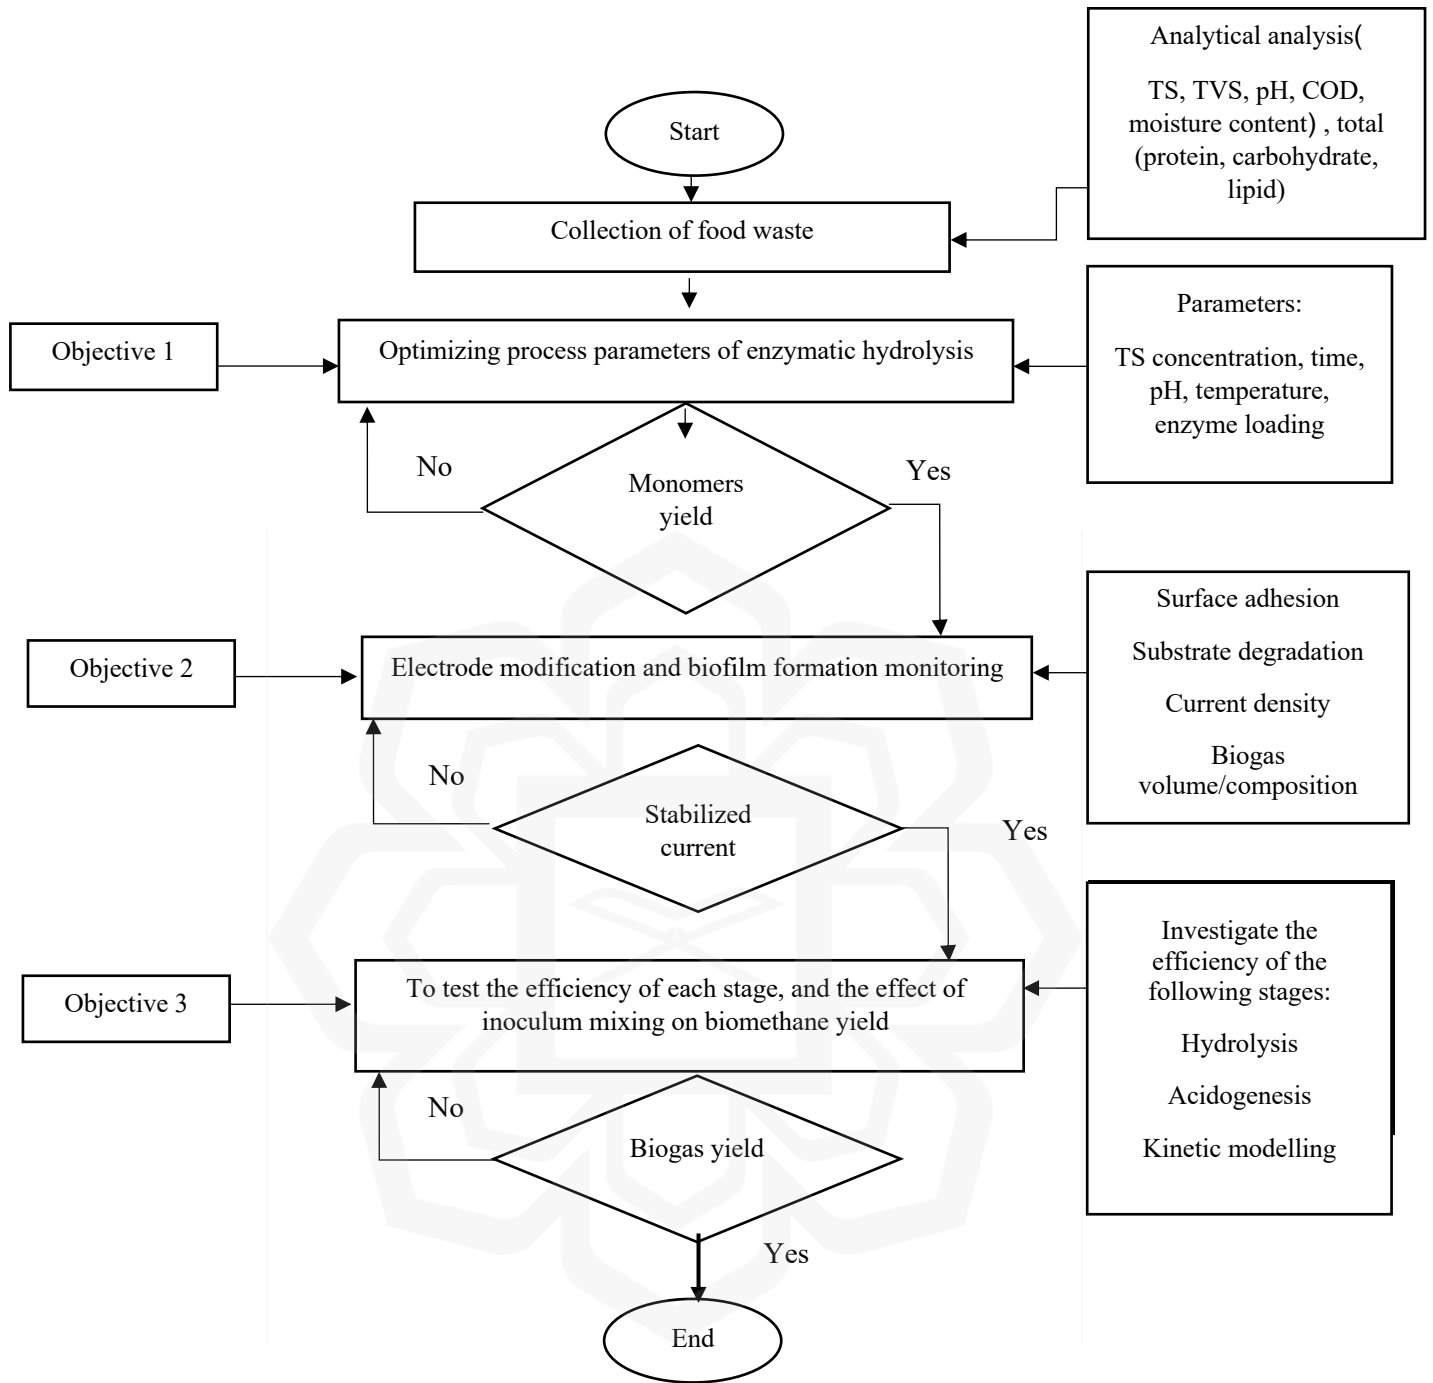 Analytical analysis(
TS, TVS, pH, COD,
moisture content) , total
(protein, carbohydrate,
lipid)
Start
Collection of food waste
Parameters:
TS concentration, time,
pH, temperature,
enzyme loading
Objective 1
Optimizing process parameters of enzymatic hydrolysis
No
Yes
Monomers
yield
Surface adhesion
Substrate degradation
Current density
Biogas
volume/composition
Objective 2
Electrode modification and biofilm formation monitoring
No
Yes
Stabilized
current
Investigate the
efficiency of the
following stages:
Hydrolysis
Acidogenesis
Kinetic modelling
Objective 3
To test the efficiency of each stage, and the effect of
inoculum mixing on biomethane yield
No
Biogas yield
Yes
End